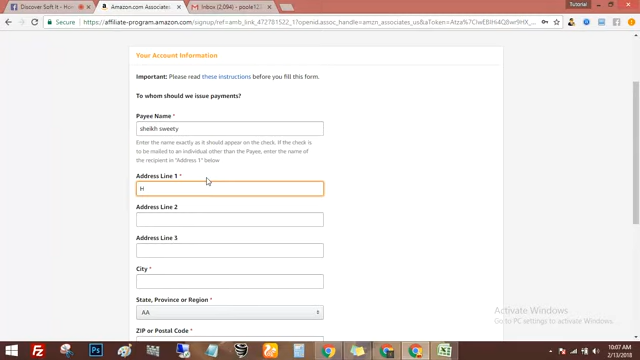 Discover Soft It - Ho
Amazon.com Associates
Inbox (2,094) - poole12
Tutorial
Secure
https://affiliate-program.amazon.com/signup/ref=amb_link_472781522_1?openid.assoc_handle=amzn_associates_us&aToken=Atza
Your Account Information
Important: Please read these instructions before you fill this form.
To whom should we issue payments?
Payee Name *
sheikh sweety
Enter the name exactly as it should appear on the check. If the check is
to be mailed to an individual other than the Payee, enter the name of
the recipient in "Address 1" below
Address Line 1 *
H
Address Line 2
Address Line 3
City *
State, Province or Region *
AA
ZIP or Postal Code *
Activate Windows
Go to PC settings to activate Windows.
10:07 AM
2/13/2018